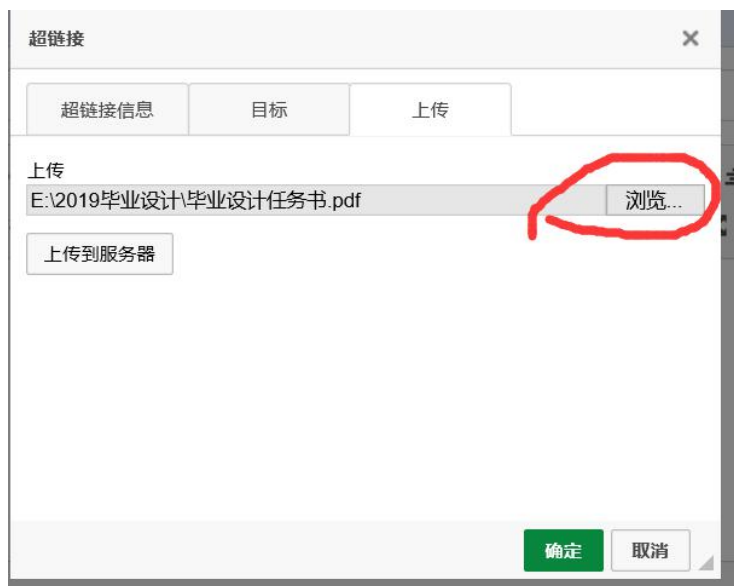 超链接
超链接信息 目标 上传
上传
E:\2019毕业设计\毕业设计任务书.pdf 浏览...
上传到服务器
确定 取消